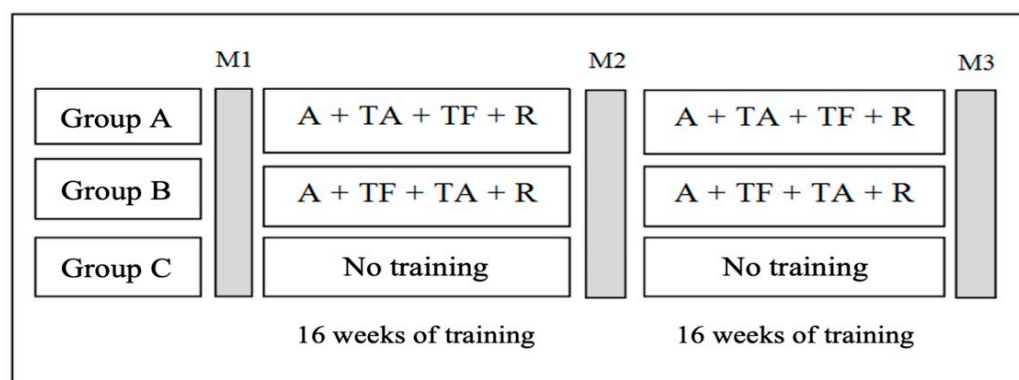 M1 M2 M3
Group A A + TA + TF + R A + TA + TF + R
Group B A + TF + TA + R A + TF + TA + R
Group C No training No training
16 weeks of training 16 weeks of training